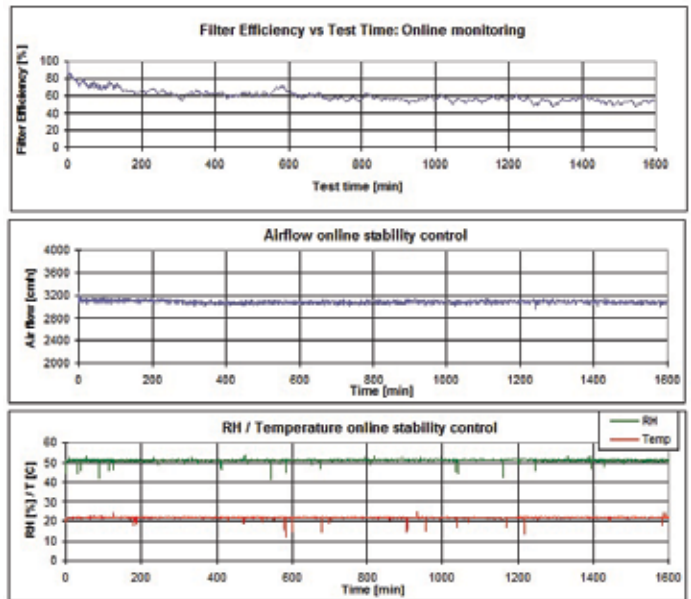 Filter Efficiency vs Test Time: Online monitoring
Filter Efficiency [%]
100
80
60
40
20
0
0 200 400 600 800 1000 1200 1400 1600
Test time [min]
Airflow online stability control
Air flow [cmh]
4000
3600
3200
2800
2400
2000
0 200 400 600 800 1000 1200 1400 1600
Time [min]
RH / Temperature online stability control
RH
Temp
RH [%] / T [C]
60
50
40
30
20
10
0
0 200 400 600 800 1000 1200 1400 1600
Time [min]